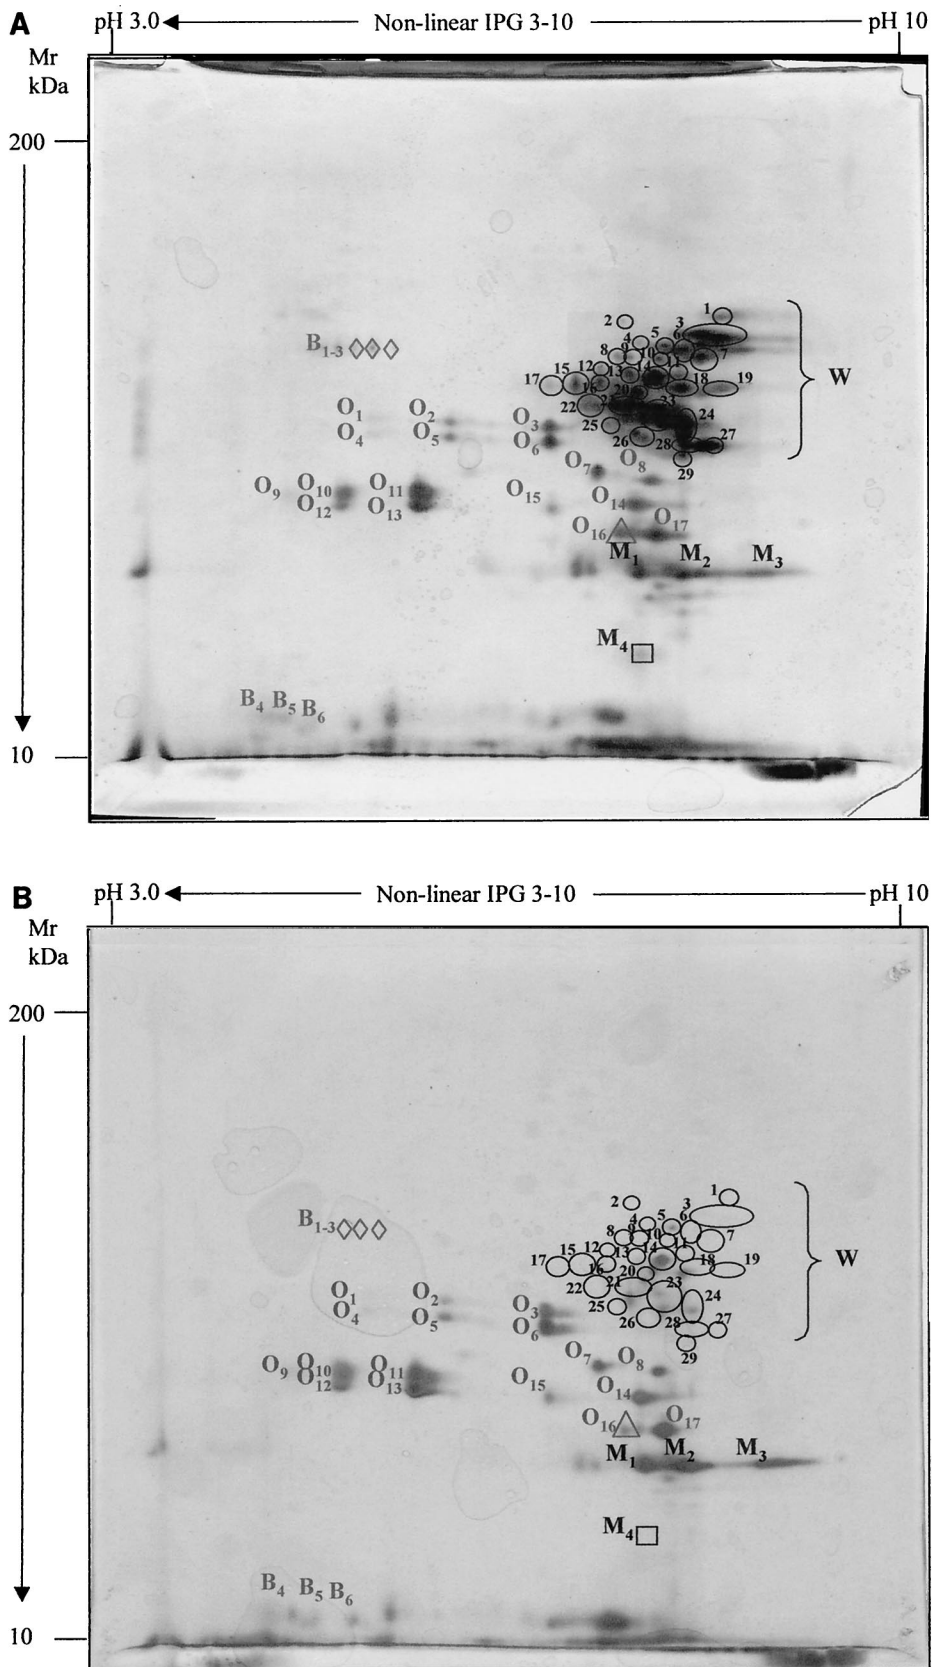 A pH 3.0 Non-linear IPG 3-10 pH 10
Mr
kDa
200
1
2 3
4 5 6
B1-3 8 9 10 11 7
12 13 14
17 15 16 18 19 W
20
O1 O2 22 21 23
O3 24
O4 O5 25
O6 26 28 27
O7 O8 29
O9 O10 O11 O15 O14
O12 O13
O16 O17
M1 M2 M3
M4
B4 B5 B6
10
B pH 3.0 Non-linear IPG 3-10 pH 10
Mr
kDa
200
1
2 3
4 5 6
B1-3 8 9 10 11 7
12 13 14
17 15 16 18 19 W
20
O1 O2 22 21 23
O3 24
O4 O5 25
O6 26 28 27
O7 O8 29
O9 O10 O11 O15 O14
O12 O13
O16 O17
M1 M2 M3
M4
B4 B5 B6
10